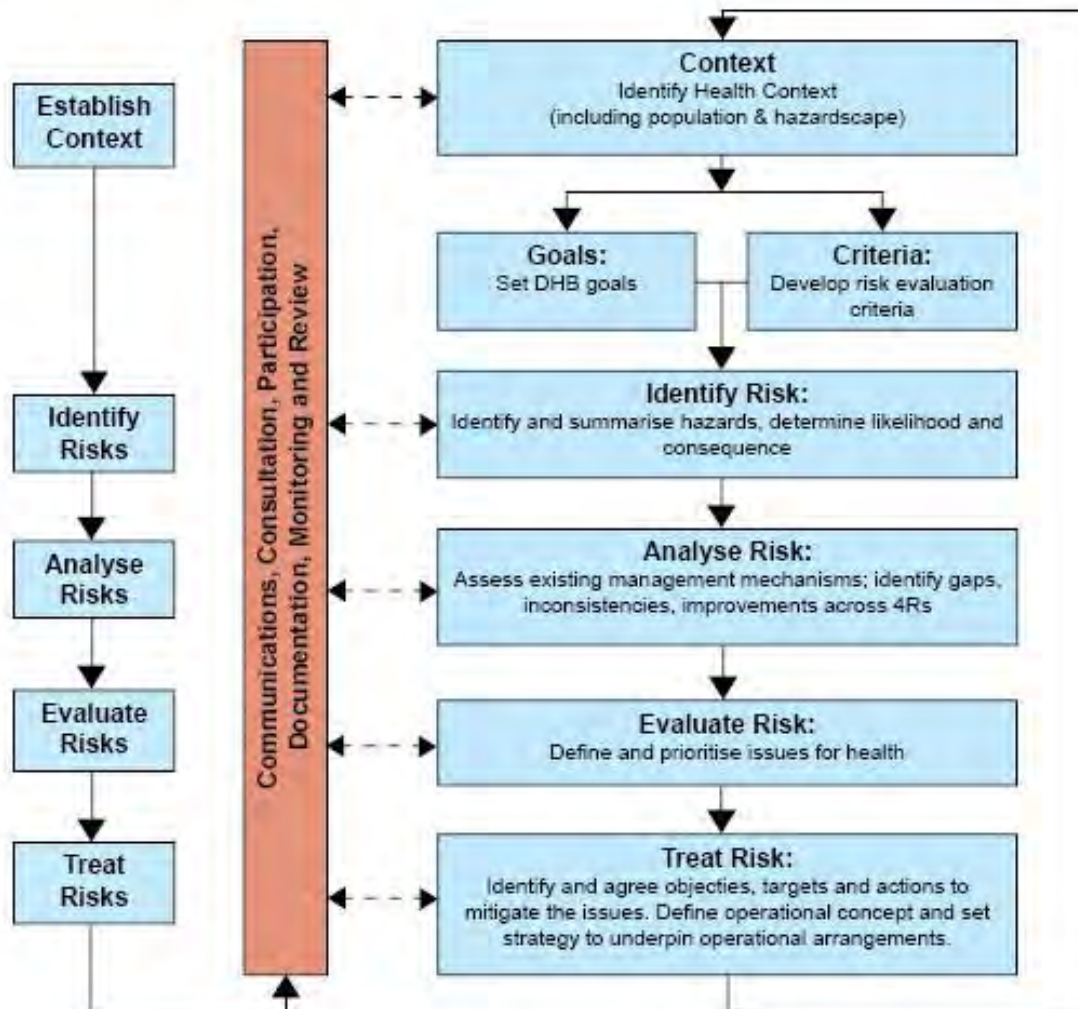 Establish
Context
Identify
Risks
Analyse
Risks
Evaluate
Risks
Treat
Risks
Communications, Consultation, Participation,
Documentation, Monitoring and Review
Context
Identify Health Context
(including population & hazardscape)
Goals:
Set DHB goals
Criteria:
Develop risk evaluation
criteria
Identify Risk:
Identify and summarise hazards, determine likelihood and
consequence
Analyse Risk:
Assess existing management mechanisms; identify gaps,
inconsistencies, improvements across 4Rs
Evaluate Risk:
Define and prioritise issues for health
Treat Risk:
Identify and agree objecties, targets and actions to
mitigate the issues. Define operational concept and set
strategy to underpin operational arrangements.